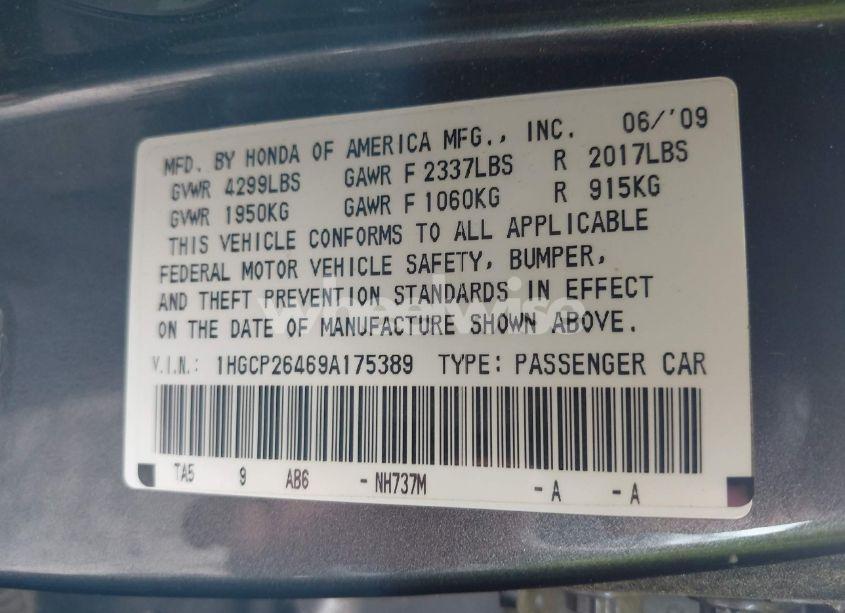 MFD. BY HONDA OF AMERICA MFG., INC. 06/'09
GVWR 4299LBS GAWR F 2337LBS R 2017LBS
GVWR 1950KG GAWR F 1060KG R 915KG
THIS VEHICLE CONFORMS TO ALL APPLICABLE
FEDERAL MOTOR VEHICLE SAFETY, BUMPER,
AND THEFT PREVENTION STANDARDS IN EFFECT
wheelwise
ON THE DATE OF MANUFACTURE SHOWN ABOVE.
V.I.N.: 1HGCP26469A175389 TYPE: PASSENGER CAR
TA5 9 AB6 - NH737M - A - A